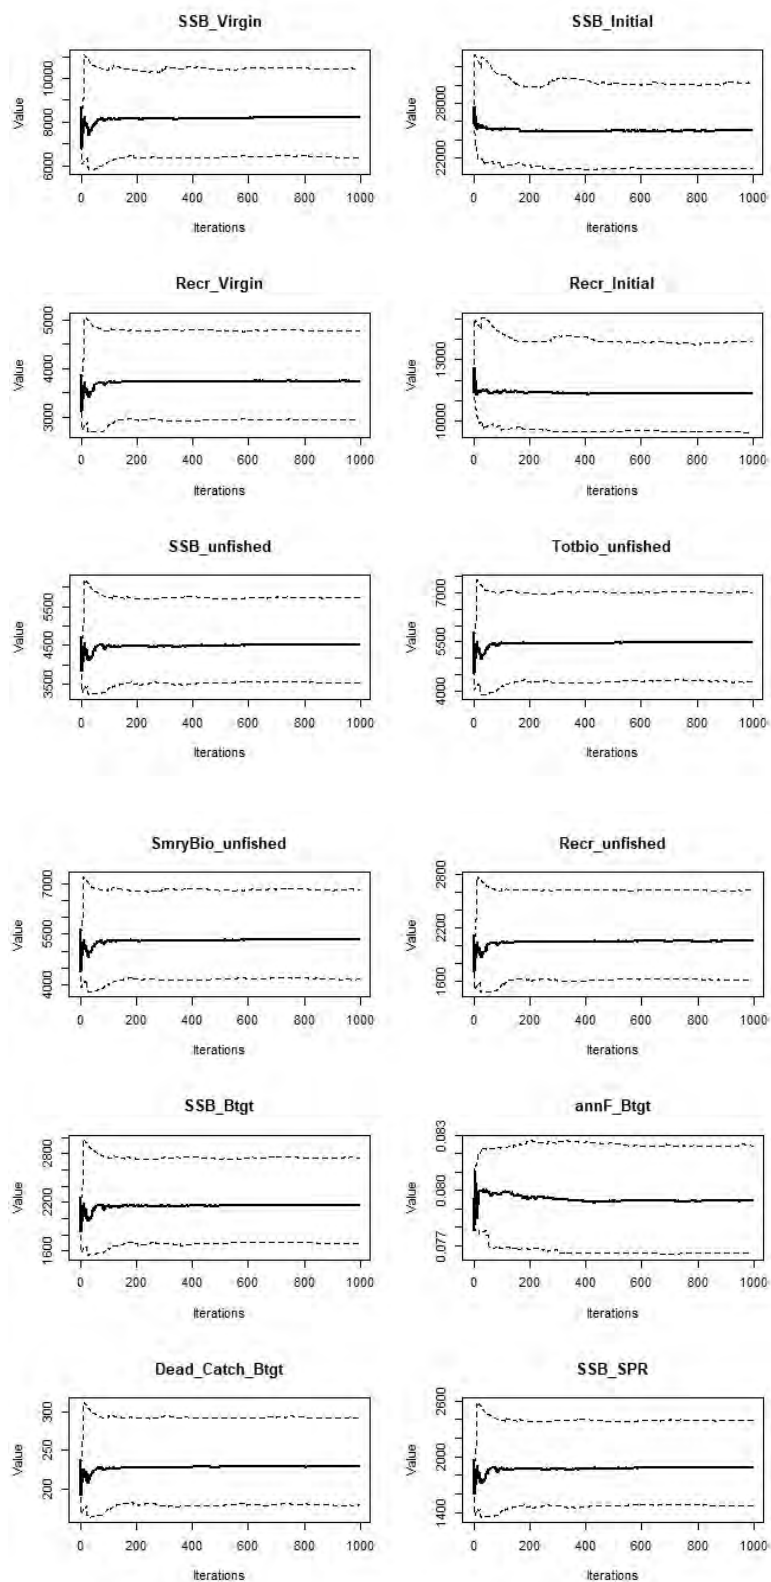 SSB_Virgin
Value
6000 8000 10000
0 200 400 600 800 1000
Iterations
SSB_Initial
Value
22000 28000
0 200 400 600 800 1000
Iterations
Recr_Virgin
Value
3000 4000 5000
0 200 400 600 800 1000
Iterations
Recr_Initial
Value
10000 13000
0 200 400 600 800 1000
Iterations
SSB_unfished
Value
3500 4500 5500
0 200 400 600 800 1000
Iterations
Totbio_unfished
Value
4000 5500 7000
0 200 400 600 800 1000
Iterations
SmryBio_unfished
Value
4000 5500 7000
0 200 400 600 800 1000
Iterations
Recr_unfished
Value
1600 2200 2800
0 200 400 600 800 1000
Iterations
SSB_Btgt
Value
1600 2200 2800
0 200 400 600 800 1000
Iterations
annF_Btgt
Value
0.077 0.080 0.083
0 200 400 600 800 1000
Iterations
Dead_Catch_Btgt
Value
200 250 300
0 200 400 600 800 1000
Iterations
SSB_SPR
Value
1400 2000 2600
0 200 400 600 800 1000
Iterations